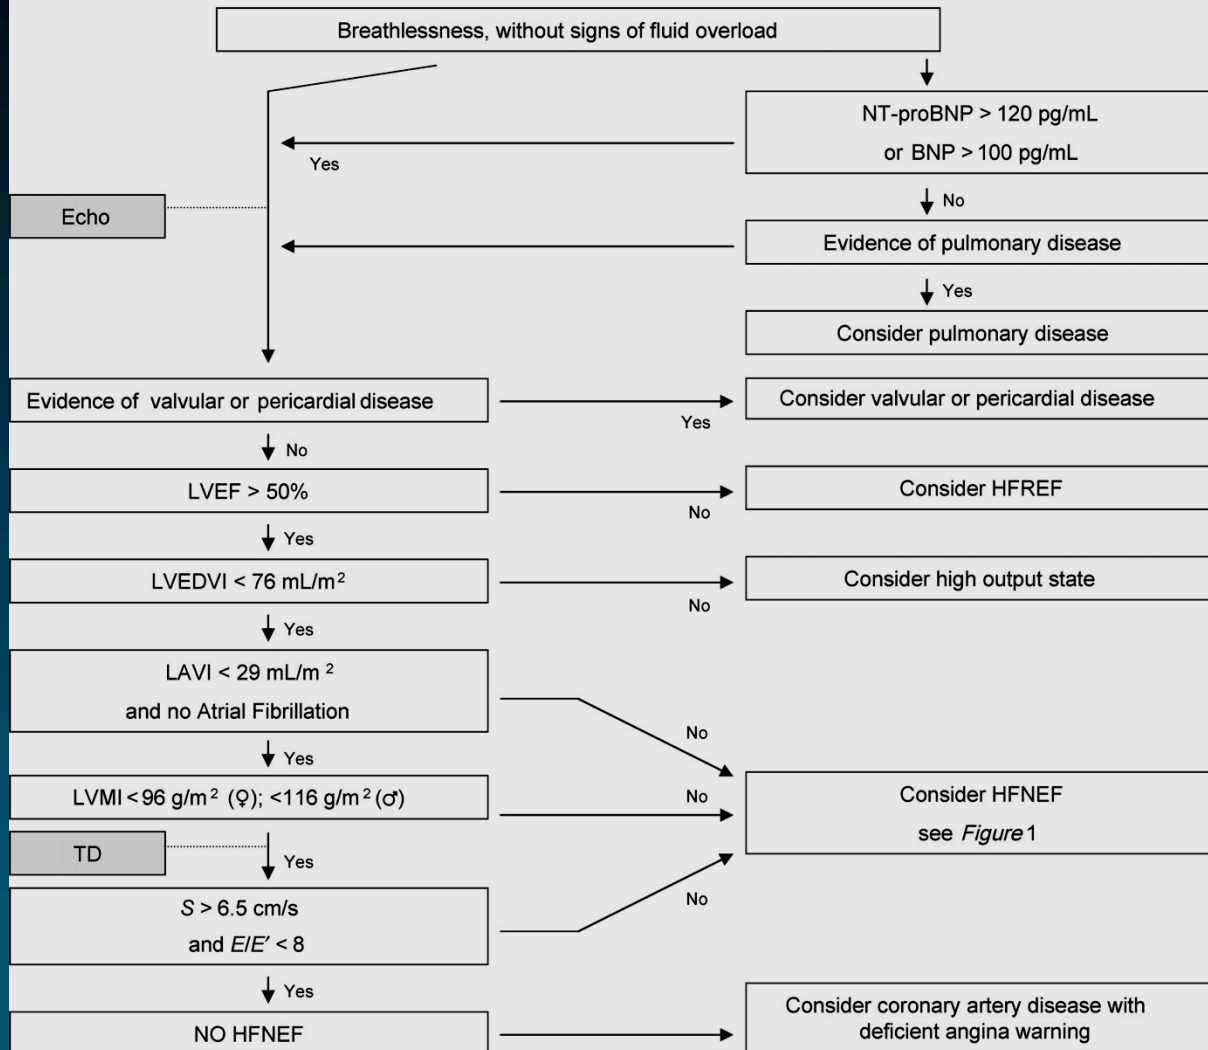 Breathlessness, without signs of fluid overload
NT-proBNP > 120 pg/mL
or BNP > 100 pg/mL
Yes
No
Echo
Evidence of pulmonary disease
Yes
Consider pulmonary disease
Evidence of valvular or pericardial disease
Yes
Consider valvular or pericardial disease
No
LVEF > 50%
No
Consider HFREF
Yes
LVEDVI < 76 mL/m²
No
Consider high output state
Yes
LAVI < 29 mL/m²
and no Atrial Fibrillation
No
Yes
LVMI < 96 g/m² (♀); <116 g/m² (♂)
No
Consider HFNEF
see Figure 1
TD
Yes
S > 6.5 cm/s
and E/E′ < 8
No
Yes
NO HFNEF
Consider coronary artery disease with
deficient angina warning